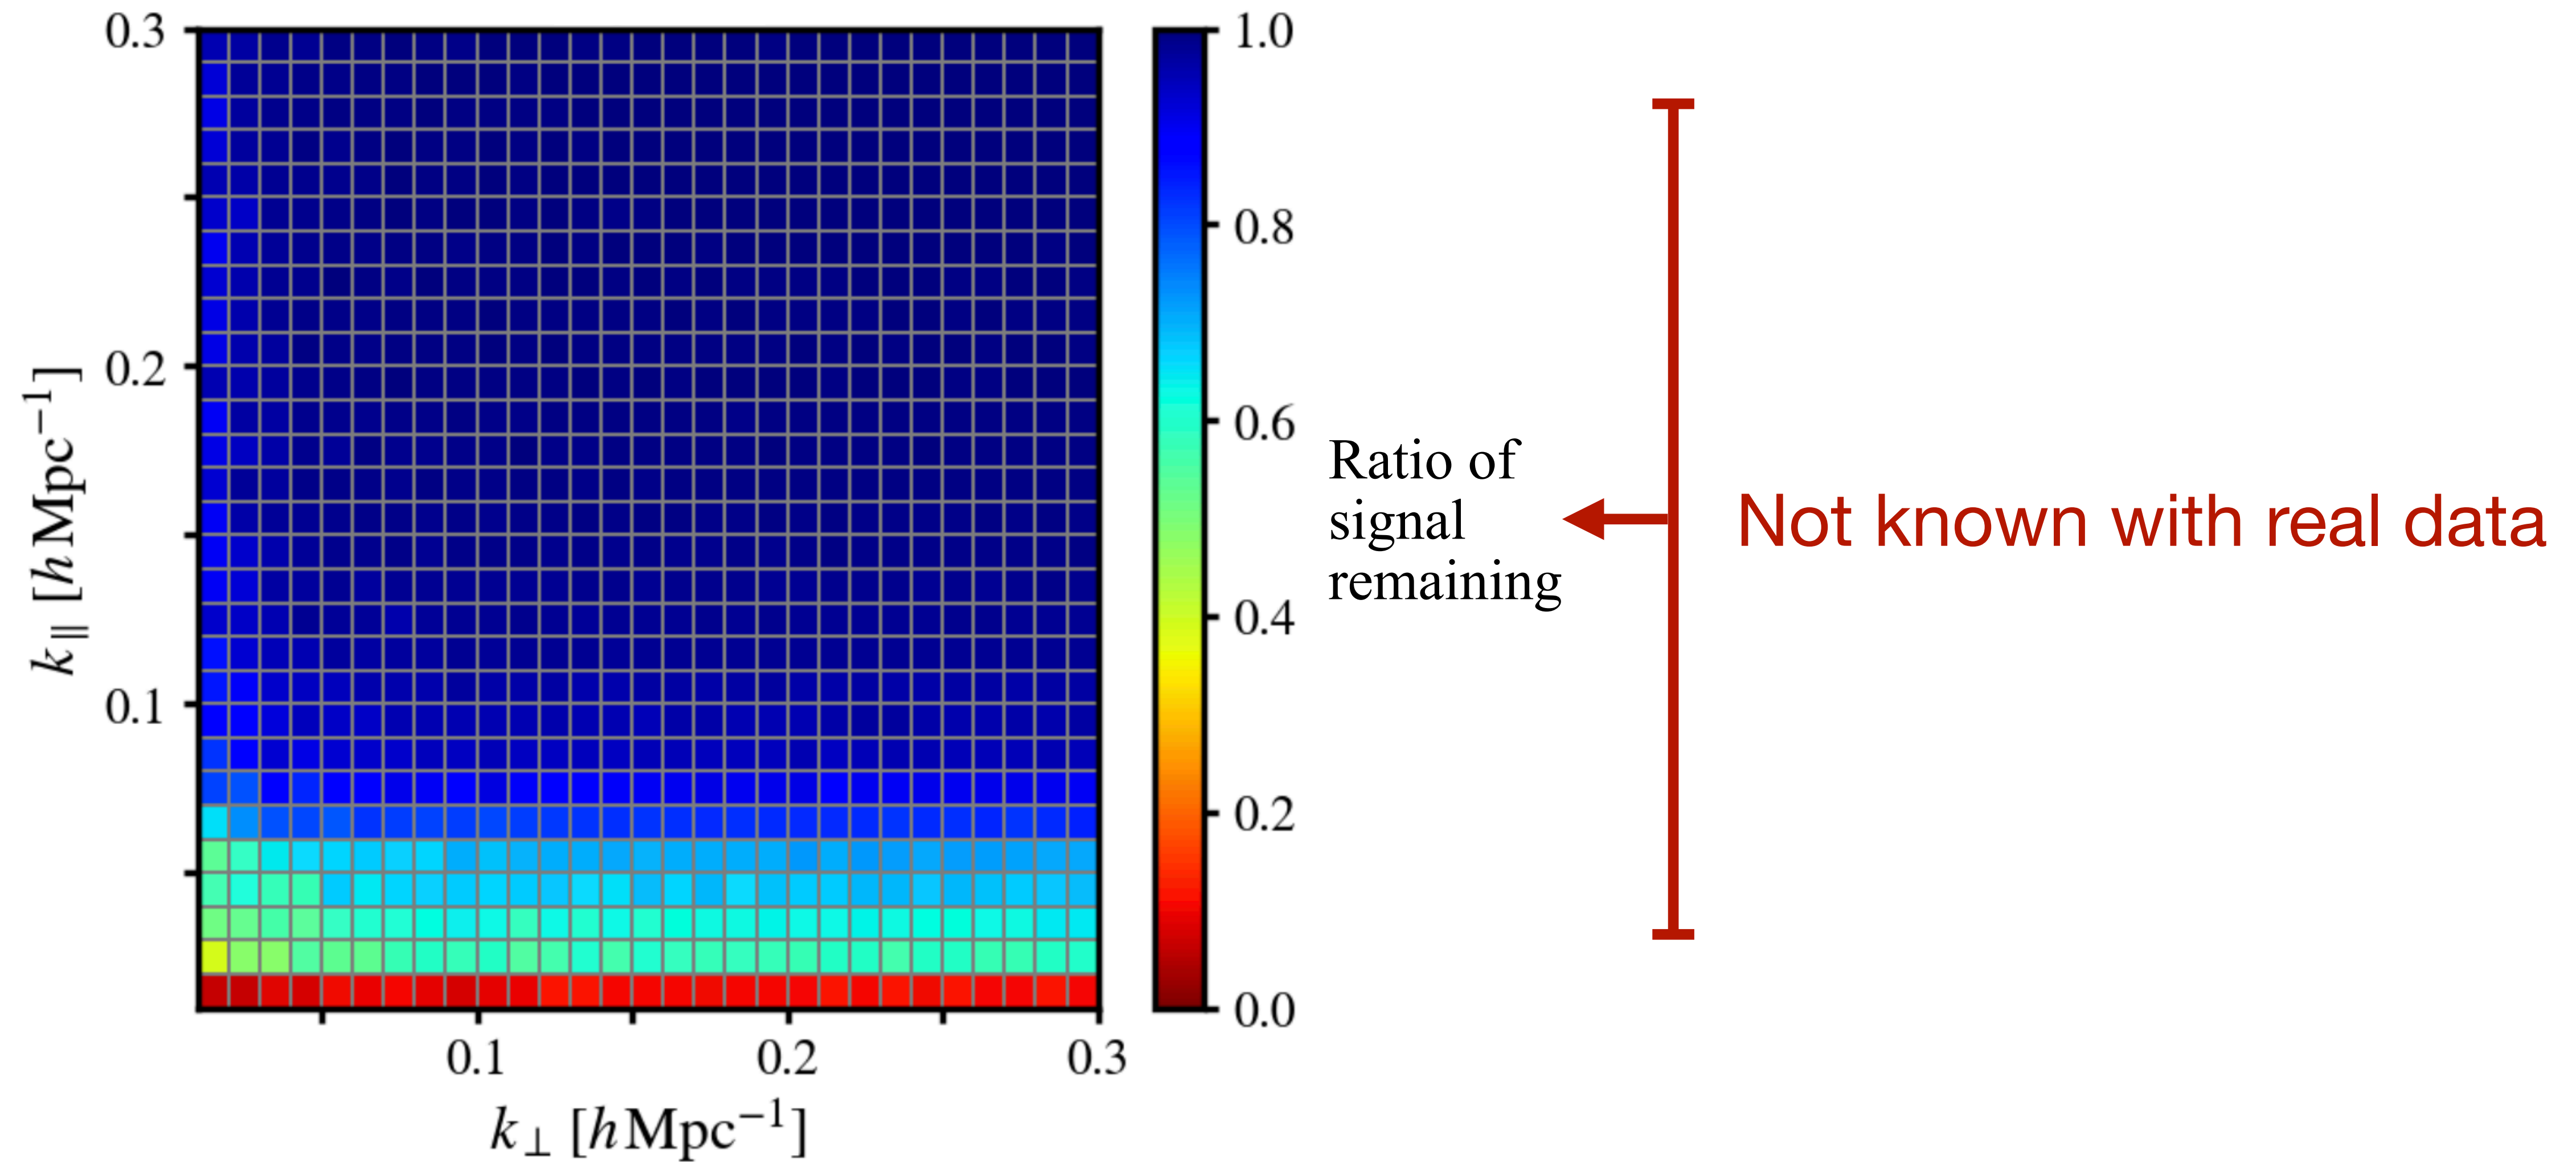 0.3
0.2
0.1
k∥ [h Mpc⁻¹]
0.1
0.2
0.3
k⊥ [h Mpc⁻¹]
1.0
0.8
0.6
0.4
0.2
0.0
Ratio of
signal
remaining
Not known with real data